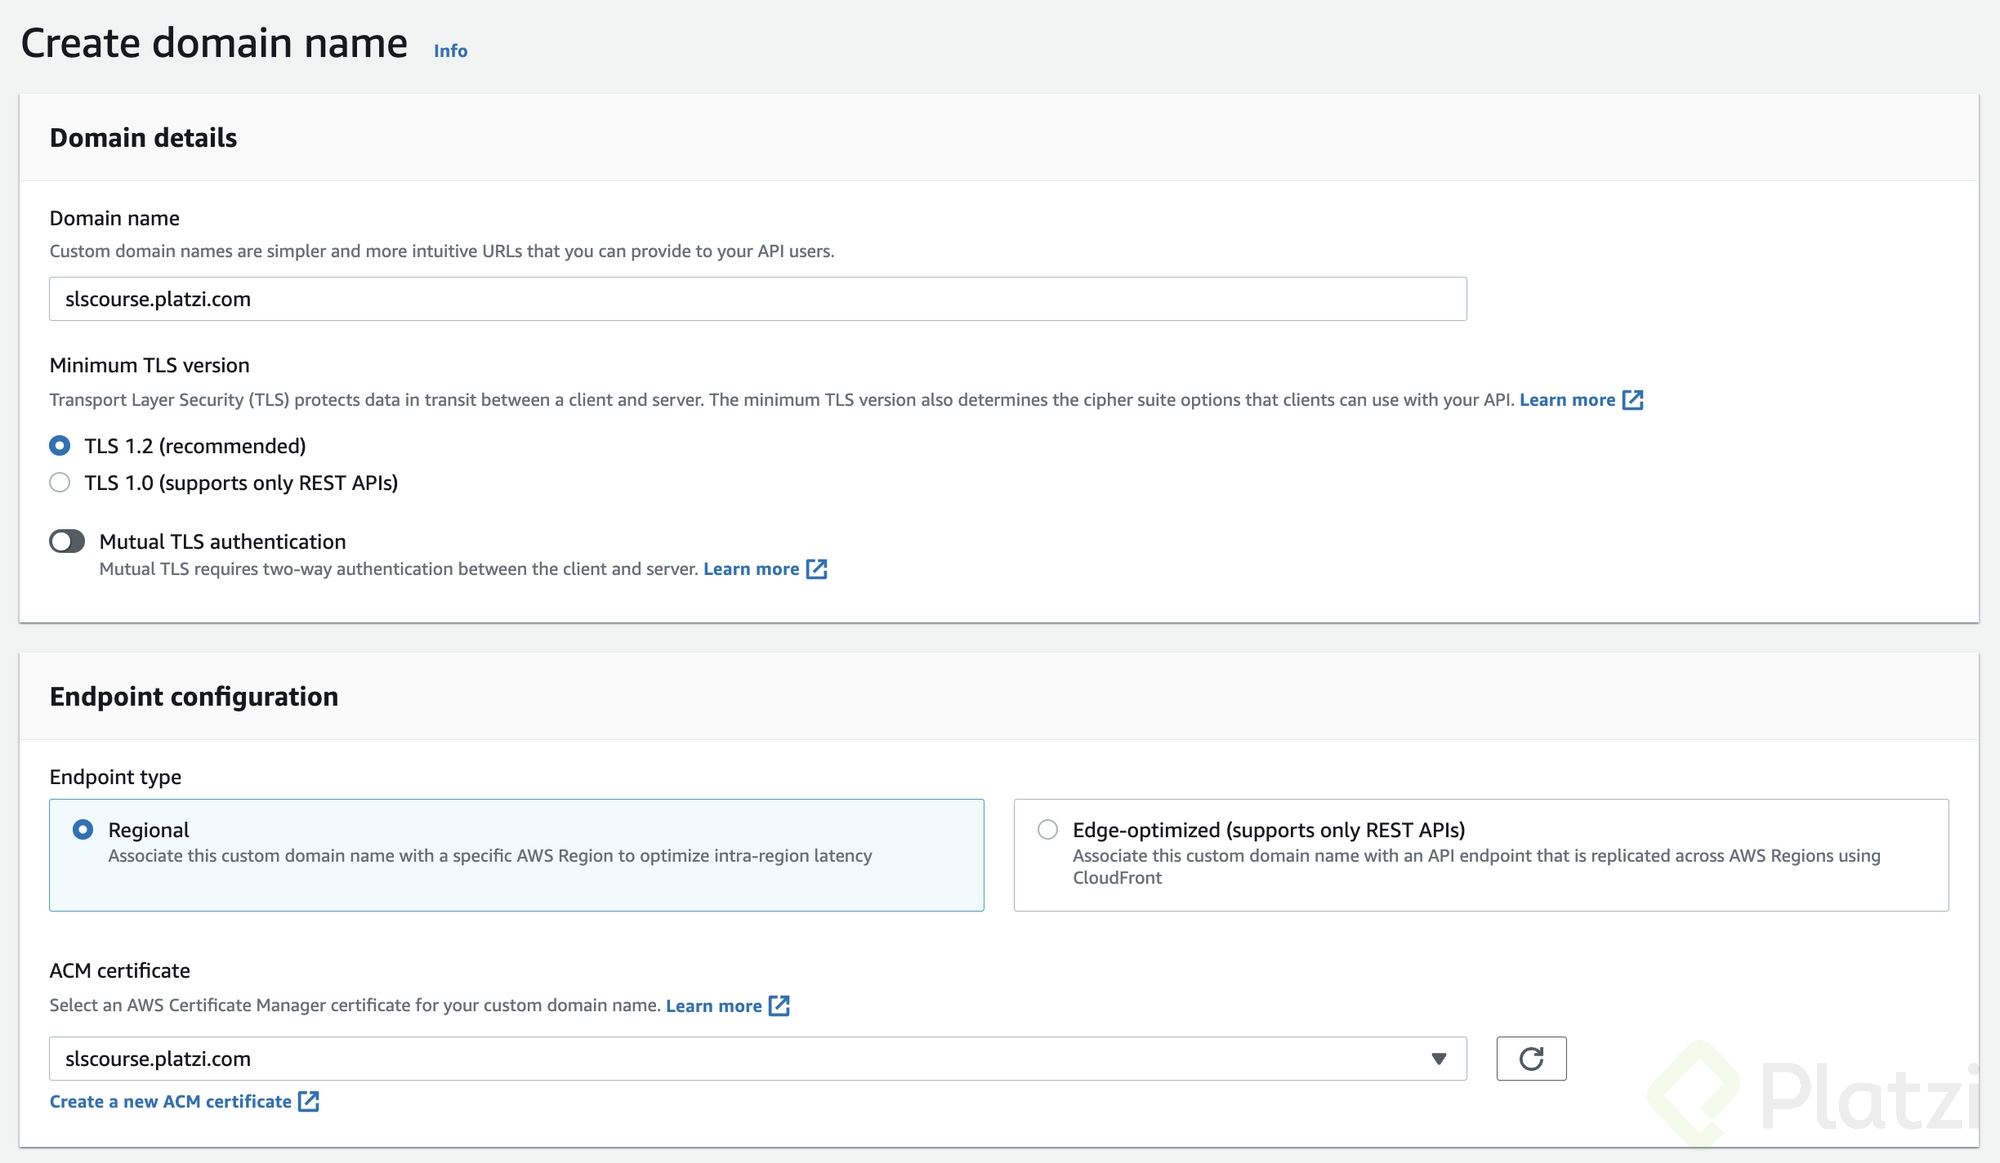 Create domain name Info
Domain details
Domain name
Custom domain names are simpler and more intuitive URLs that you can provide to your API users.
slscourse.platzi.com
Minimum TLS version
Transport Layer Security (TLS) protects data in transit between a client and server. The minimum TLS version also determines the cipher suite options that clients can use with your API. Learn more
TLS 1.2 (recommended)
TLS 1.0 (supports only REST APIs)
Mutual TLS authentication
Mutual TLS requires two-way authentication between the client and server. Learn more
Endpoint configuration
Endpoint type
Regional
Associate this custom domain name with a specific AWS Region to optimize intra-region latency
Edge-optimized (supports only REST APIs)
Associate this custom domain name with an API endpoint that is replicated across AWS Regions using
CloudFront
ACM certificate
Select an AWS Certificate Manager certificate for your custom domain name. Learn more
slscourse.platzi.com
Create a new ACM certificate
Platzi